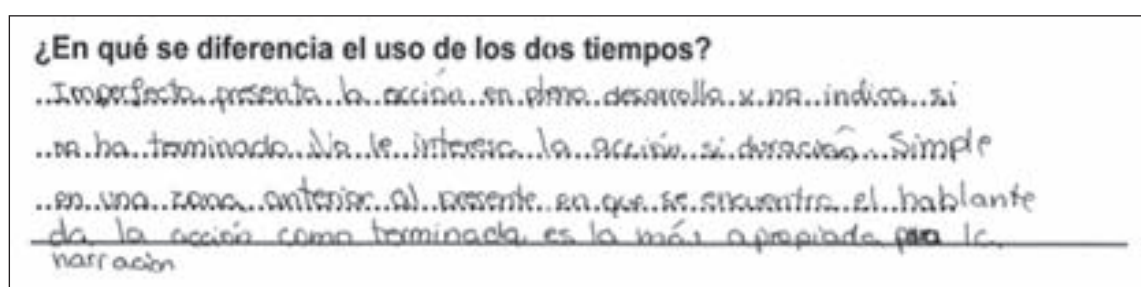 ¿En qué se diferencia el uso de los dos tiempos?
Imperfecto presenta la acción en pleno desarrollo y no indica si
no ha terminado No le interesa la acción si duración. Simple
en una zona anterior al presente en que se encuentra el hablante
da la acción como terminada, es la más apropiada para la
narración